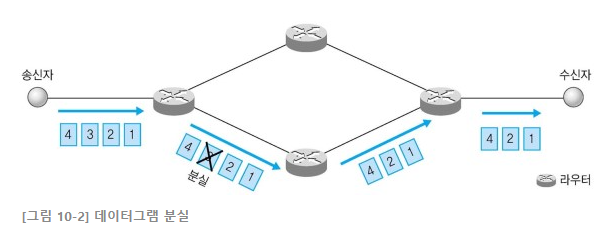 송신자
수신자
4 3 2 1
4 2 1
분실
4 2 1
4 2 1
라우터
[그림 10-2] 데이터그램 분실